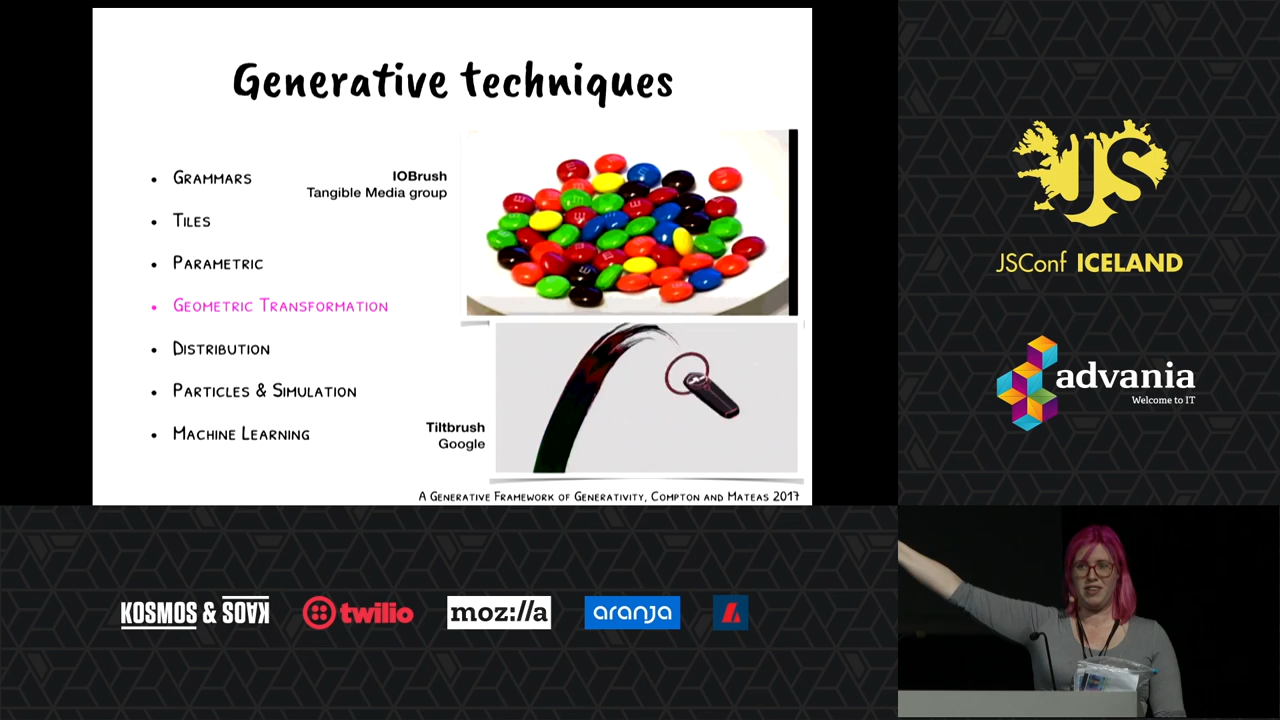 Generative techniques
Grammars
Tiles
Parametric
Geometric Transformation
Distribution
Particles & Simulation
Machine Learning
IOBrush
Tangible Media group
Tiltbrush
Google
A Generative Framework of Generativity, Compton and Mateas 2017
JS
JSConf ICELAND
advania
Welcome to IT
KOSMOS & KAOS
twilio
moz://a
aranja